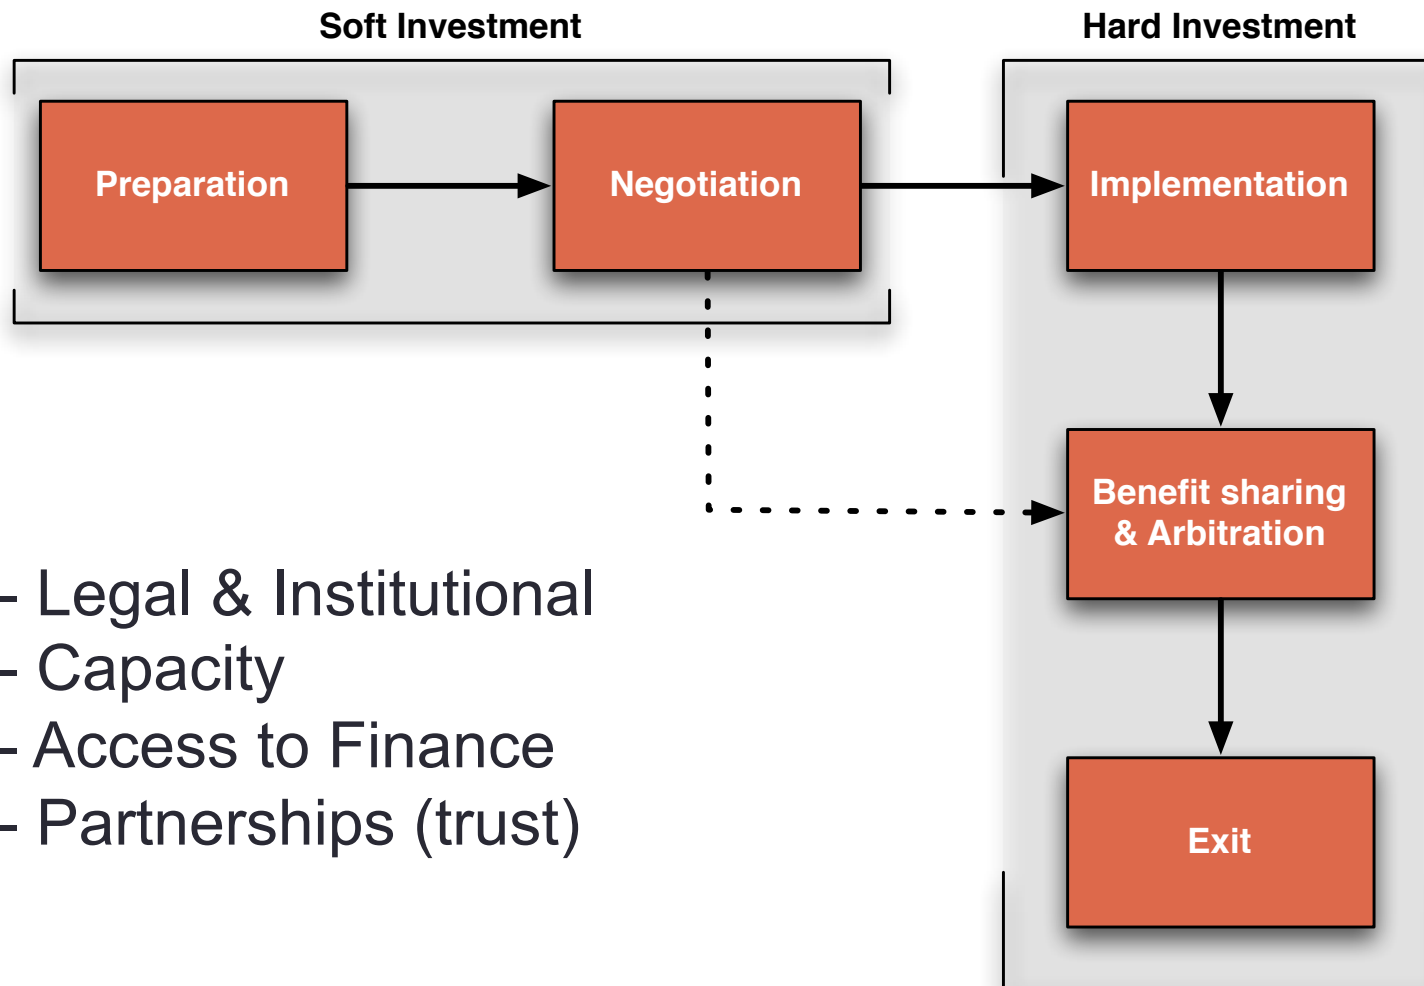 Soft Investment
Hard Investment
Preparation
Negotiation
Implementation
Benefit sharing
& Arbitration
Exit
- Legal & Institutional
- Capacity
- Access to Finance
- Partnerships (trust)